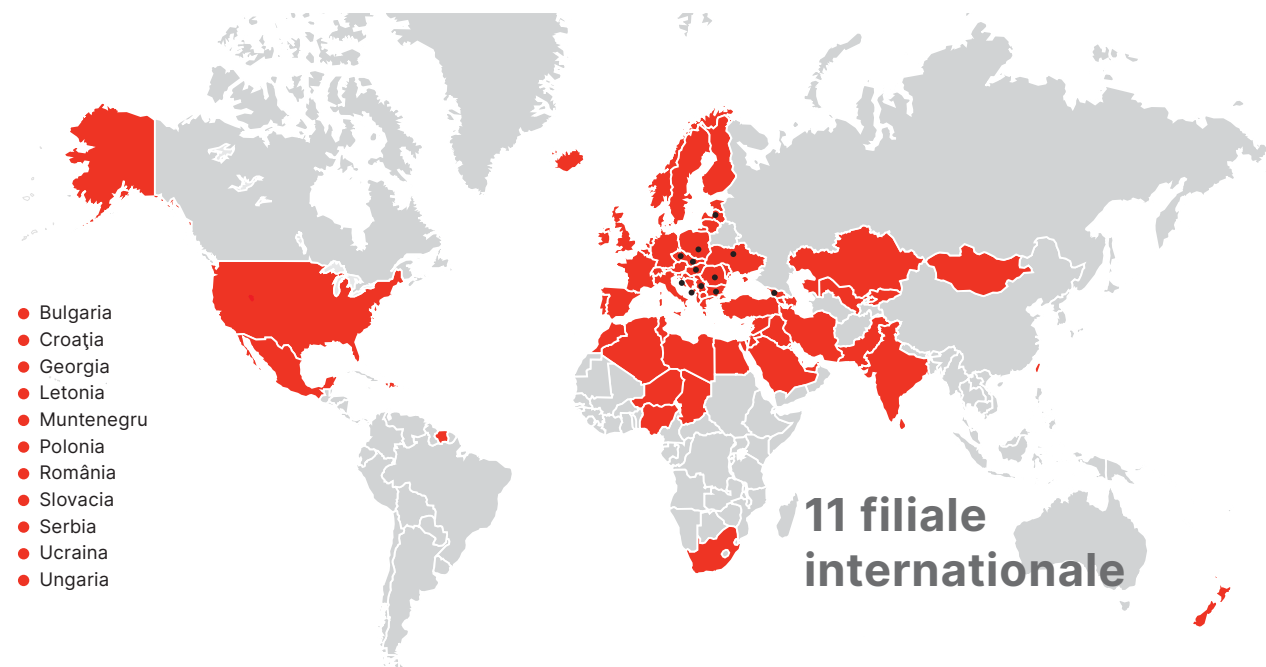 Bulgaria
Croaţia
Georgia
Letonia
Muntenegru
Polonia
România
Slovacia
Serbia
Ucraina
Ungaria
11 filiale
internationale